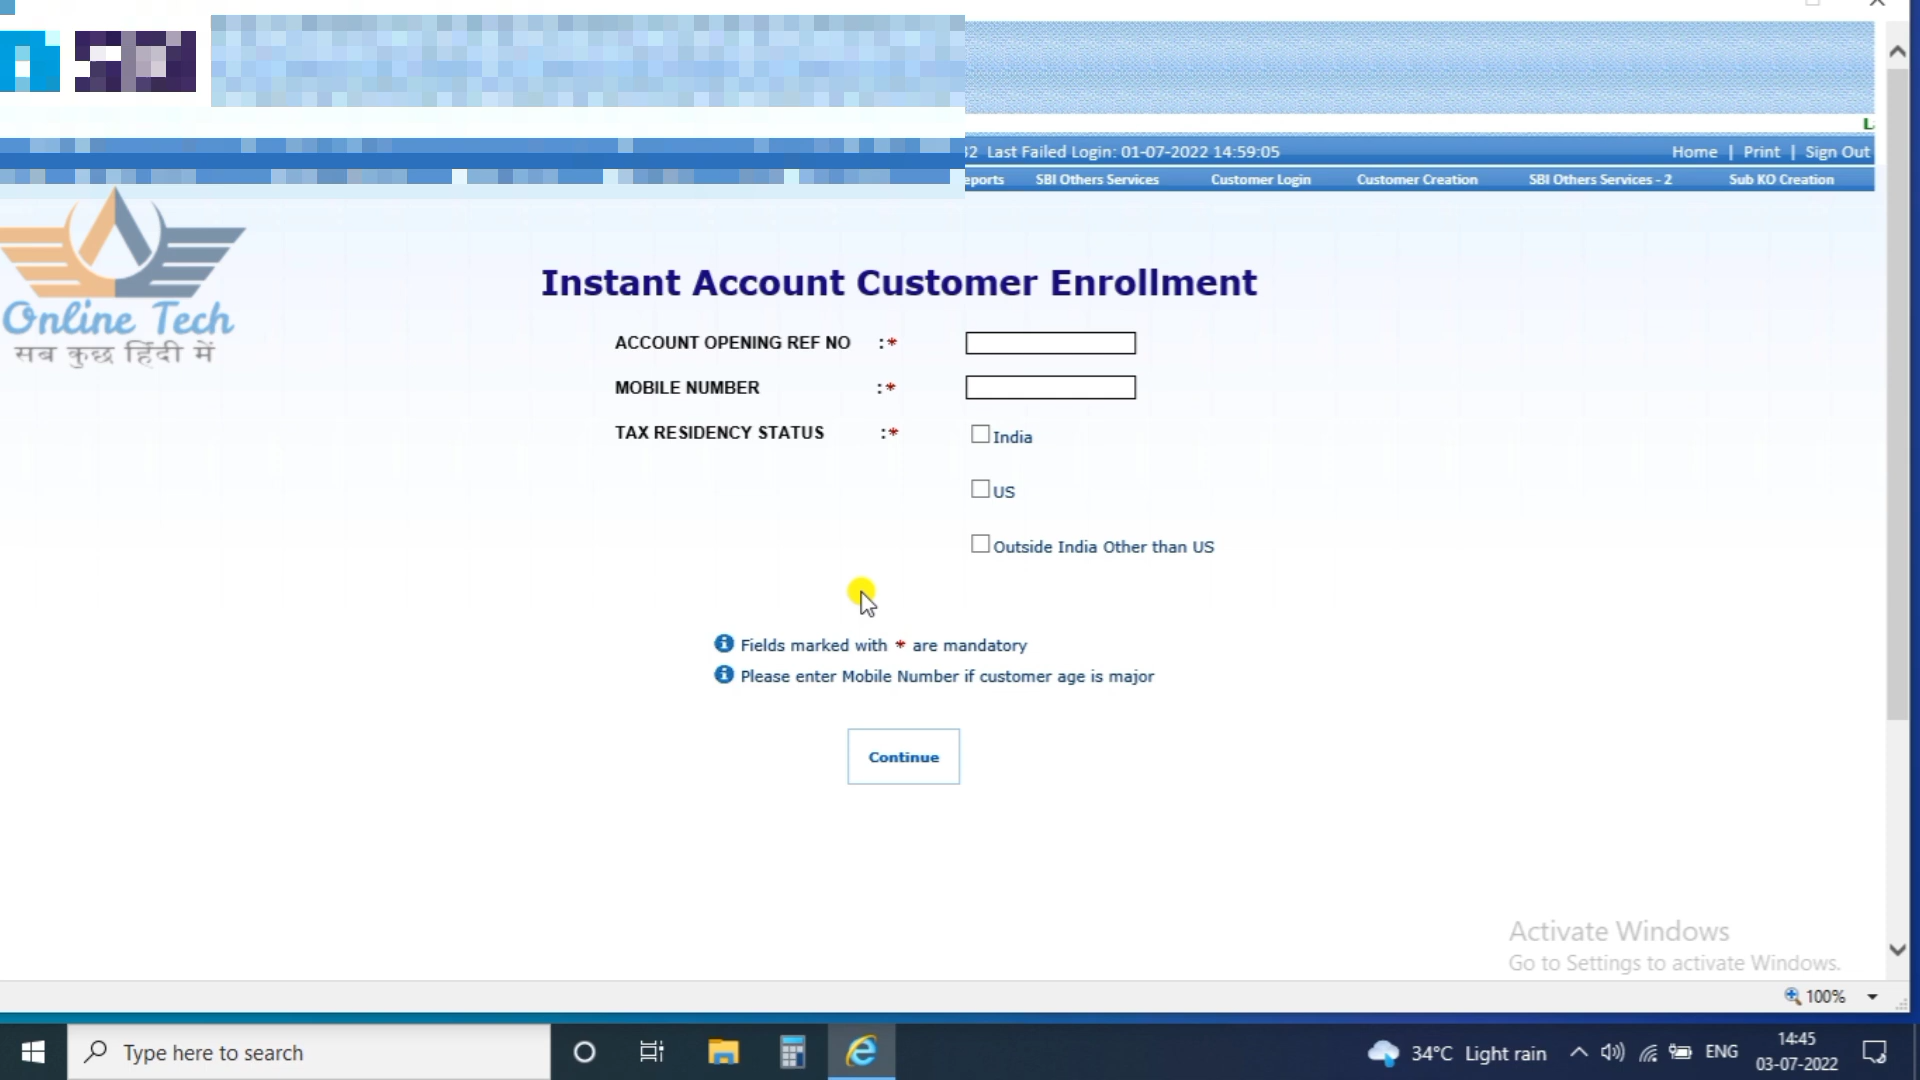 L
Last Failed Login: 01-07-2022 14:59:05
Home | Print | Sign Out
SBI Others Services Customer Login Customer Creation SBI Others Services - 2 Sub KO Creation
Online Tech
सब कुछ हिंदी में
Instant Account Customer Enrollment
ACCOUNT OPENING REF NO :*
MOBILE NUMBER :*
TAX RESIDENCY STATUS :*
India
US
Outside India Other than US
Fields marked with * are mandatory
Please enter Mobile Number if customer age is major
Continue
Activate Windows
Go to Settings to activate Windows.
100%
Type here to search
34°C Light rain
ENG
14:45
03-07-2022